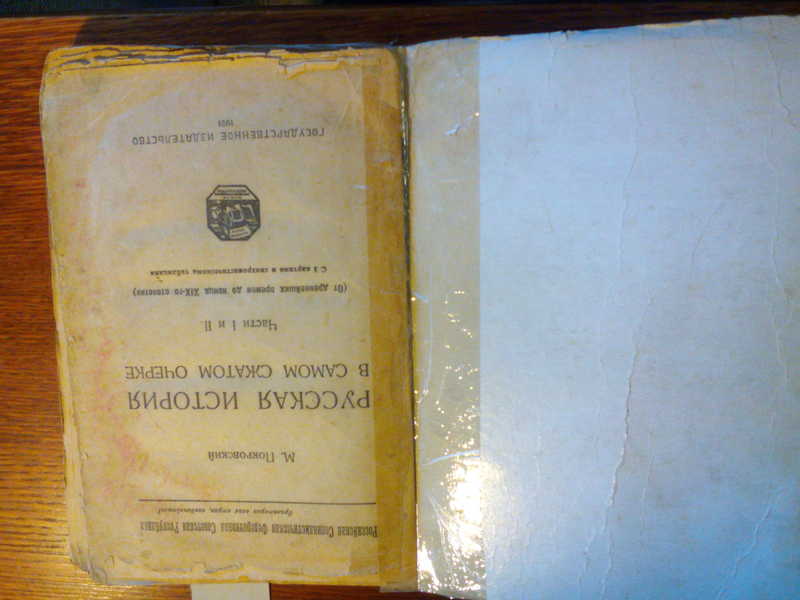 Российская Социалистическая Федеративная Советская Республика
Пролетарии всех стран, соединяйтесь!
М. Покровский
РУССКАЯ ИСТОРИЯ
В САМОМ СЖАТОМ ОЧЕРКЕ
Части I и II
(От древнейших времен до конца XIX-го столетия)
С 3 картами и синхронистическими таблицами
ГОСУДАРСТВЕННОЕ ИЗДАТЕЛЬСТВО
1921